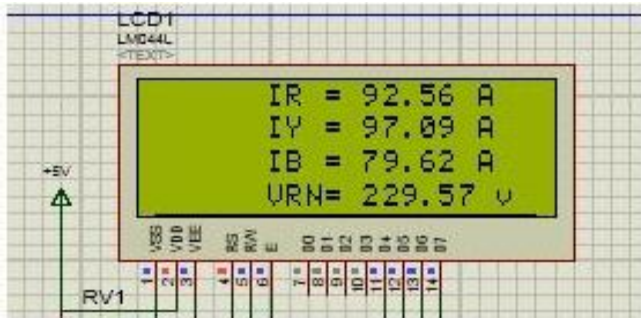 LCD1
LM044L
<TEXT>
IR = 92.56 A
IY = 97.09 A
IB = 79.62 A
VRN= 229.57 v
+5V
VSS VDD VEE RS RW E D0 D1 D2 D3 D4 D5 D6 D7
1 2 3 4 5 6 7 8 9 10 11 12 13 14
RV1